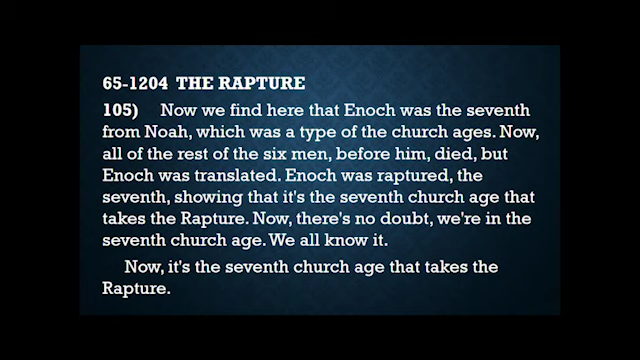 65-1204 THE RAPTURE
105) Now we find here that Enoch was the seventh
from Noah, which was a type of the church ages. Now,
all of the rest of the six men, before him, died, but
Enoch was translated. Enoch was raptured, the
seventh, showing that it's the seventh church age that
takes the Rapture. Now, there's no doubt, we're in the
seventh church age. We all know it.
Now, it's the seventh church age that takes the
Rapture.